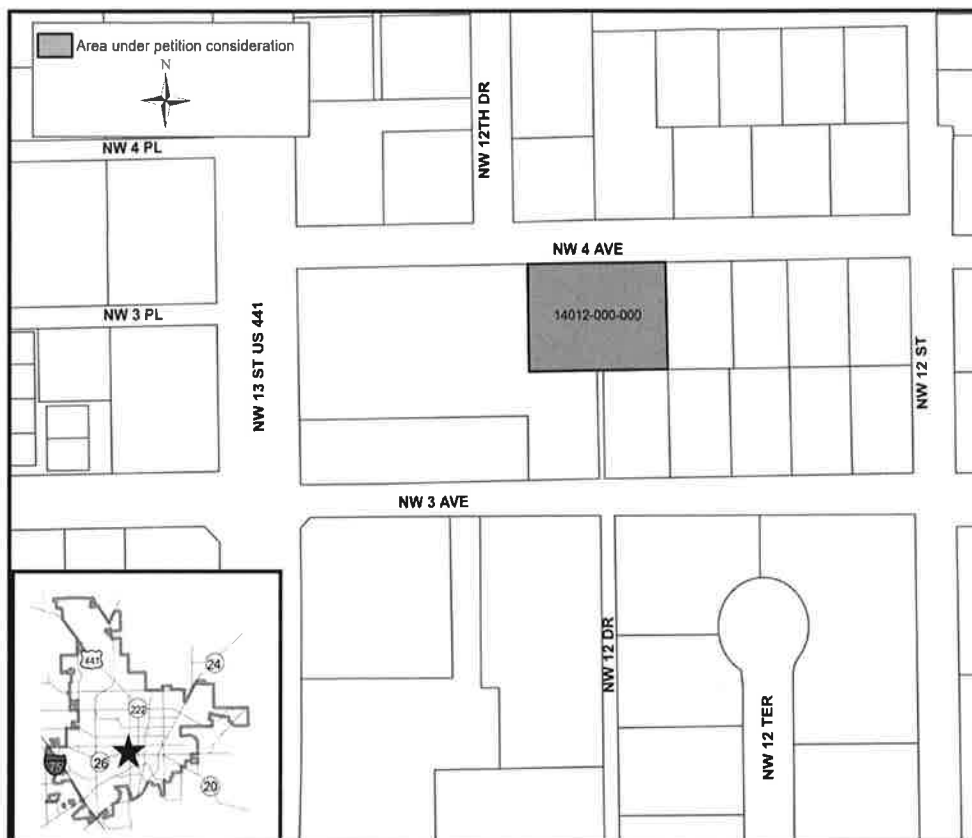 Area under petition consideration
N
NW 4 PL
NW 12TH DR
NW 4 AVE
14012-000-000
NW 3 PL
NW 13 ST US 441
NW 12 ST
NW 3 AVE
NW 12 DR
NW 12 TER
441
24
222
26
20